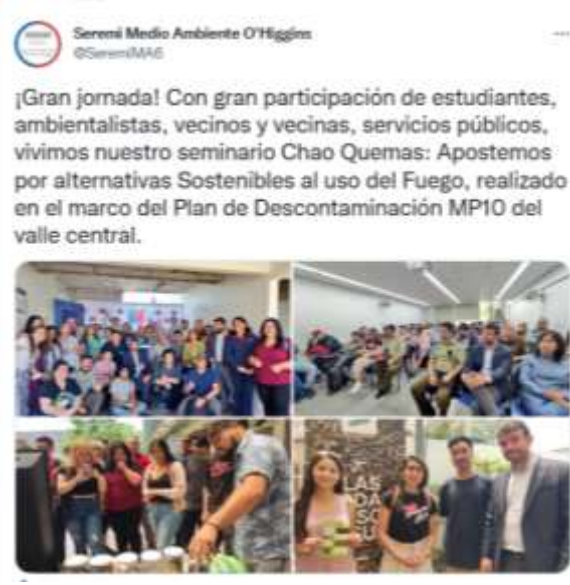 Seremi Medio Ambiente O'Higgins
@SeremiMA6
¡Gran jornada! Con gran participación de estudiantes,
ambientalistas, vecinos y vecinas, servicios públicos,
vivimos nuestro seminario Chao Quemas: Apostemos
por alternativas Sostenibles al uso del Fuego, realizado
en el marco del Plan de Descontaminación MP10 del
valle central.
LAS